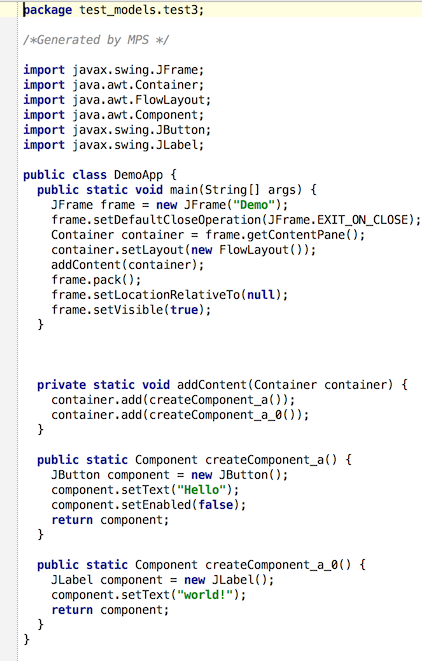 package test_models.test3;
/*Generated by MPS */
import javax.swing.JFrame;
import java.awt.Container;
import java.awt.FlowLayout;
import java.awt.Component;
import javax.swing.JButton;
import javax.swing.JLabel;
public class DemoApp {
  public static void main(String[] args) {
    JFrame frame = new JFrame("Demo");
    frame.setDefaultCloseOperation(JFrame.EXIT_ON_CLOSE);
    Container container = frame.getContentPane();
    container.setLayout(new FlowLayout());
    addContent(container);
    frame.pack();
    frame.setLocationRelativeTo(null);
    frame.setVisible(true);
  }
  private static void addContent(Container container) {
    container.add(createComponent_a());
    container.add(createComponent_a_0());
  }
  public static Component createComponent_a() {
    JButton component = new JButton();
    component.setText("Hello");
    component.setEnabled(false);
    return component;
  }
  public static Component createComponent_a_0() {
    JLabel component = new JLabel();
    component.setText("world!");
    return component;
  }
}